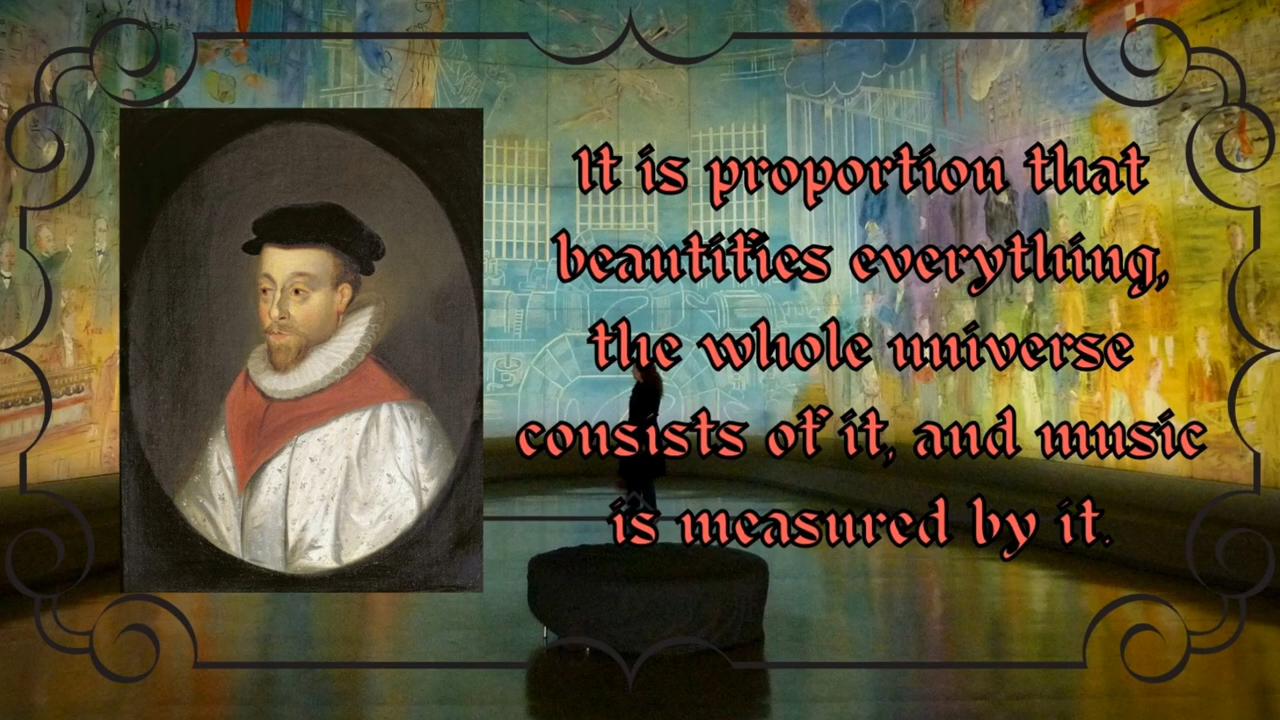 It is proportion that
beautifies everything,
the whole universe
consists of it, and music
is measured by it.